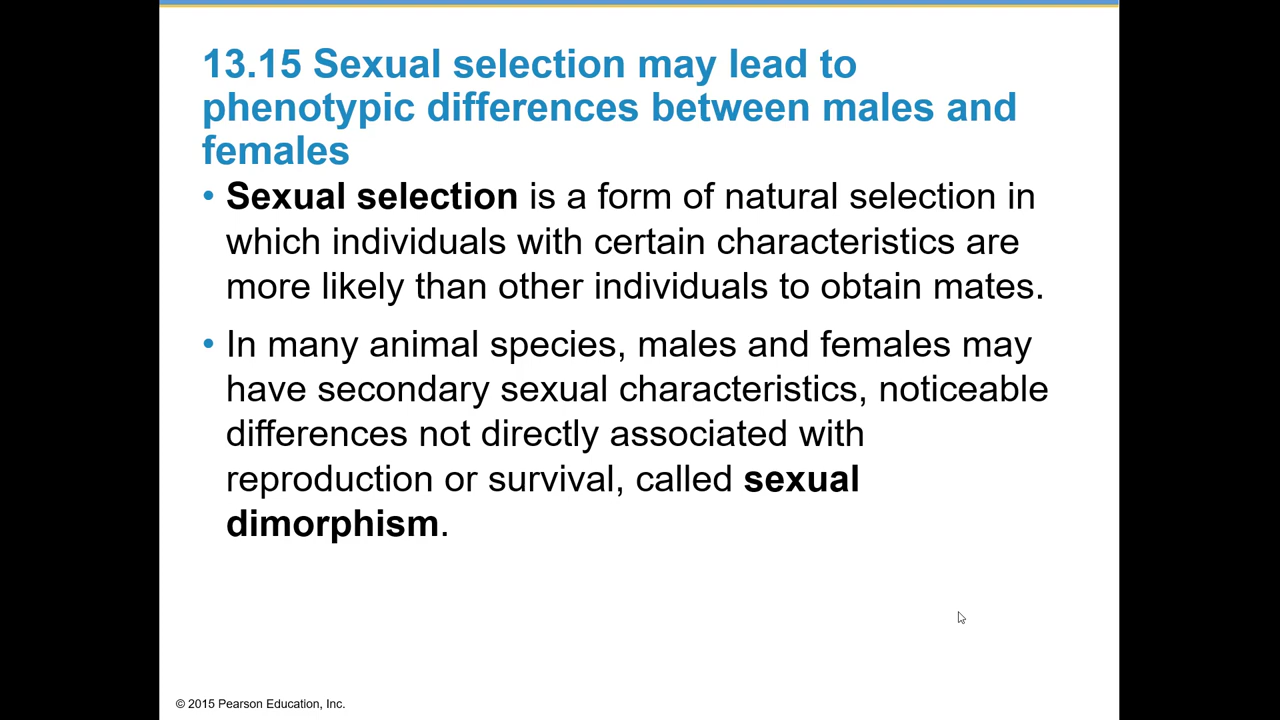 13.15 Sexual selection may lead to
phenotypic differences between males and
females
• Sexual selection is a form of natural selection in
which individuals with certain characteristics are
more likely than other individuals to obtain mates.
• In many animal species, males and females may
have secondary sexual characteristics, noticeable
differences not directly associated with
reproduction or survival, called sexual
dimorphism.
© 2015 Pearson Education, Inc.